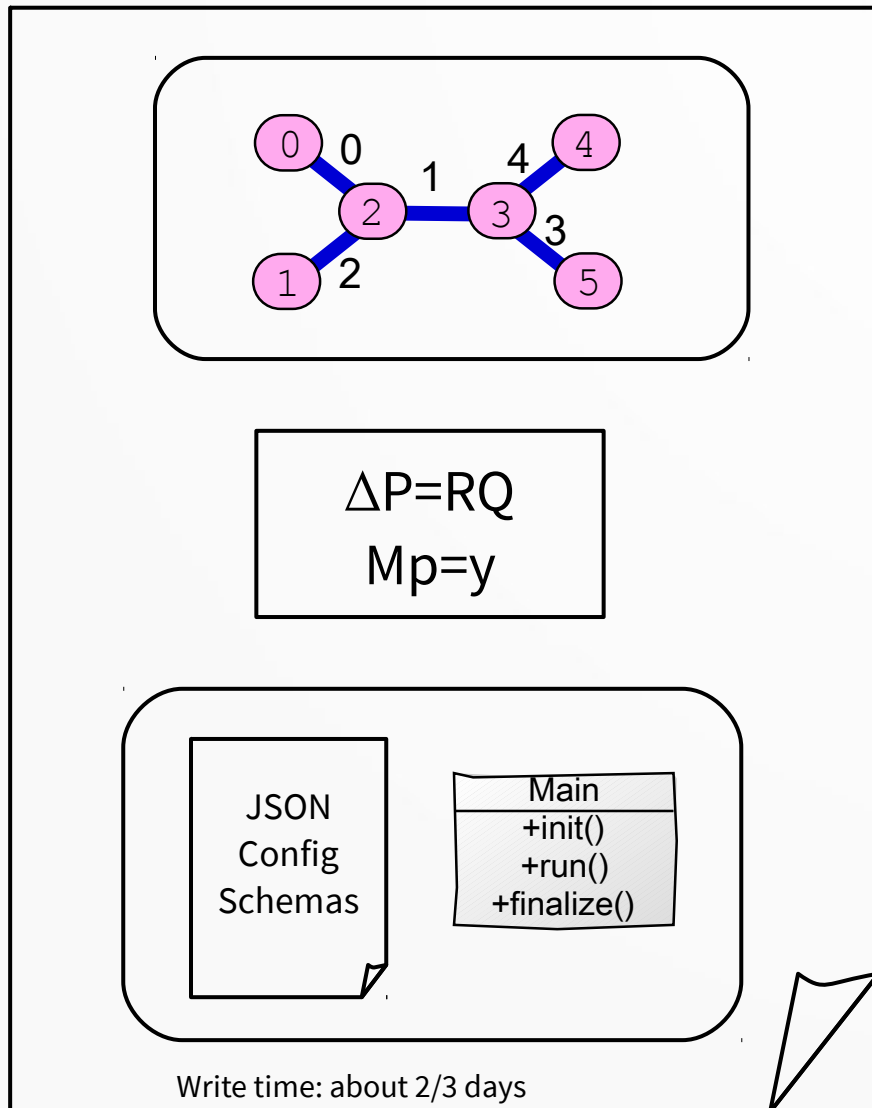 0 0 4 4
1
2 3
2 3
1 5
ΔP=RQ
Mp=y
JSON
Config
Schemas
Main
+init()
+run()
+finalize()
Write time: about 2/3 days